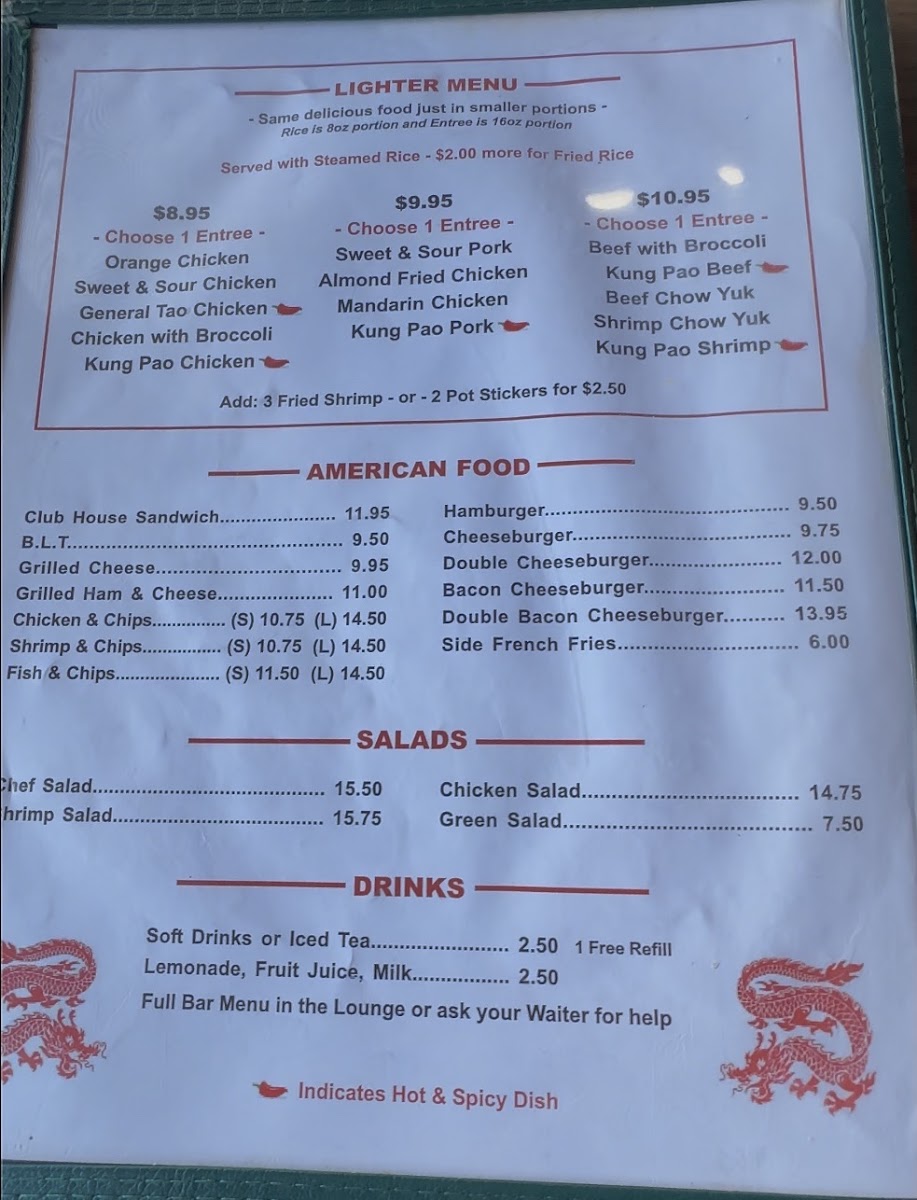 LIGHTER MENU
- Same delicious food just in smaller portions -
Rice is 8oz portion and Entree is 16oz portion
Served with Steamed Rice - $2.00 more for Fried Rice
$8.95
- Choose 1 Entree -
Orange Chicken
Sweet & Sour Chicken
General Tao Chicken
Chicken with Broccoli
Kung Pao Chicken
$9.95
- Choose 1 Entree -
Sweet & Sour Pork
Almond Fried Chicken
Mandarin Chicken
Kung Pao Pork
$10.95
- Choose 1 Entree -
Beef with Broccoli
Kung Pao Beef
Beef Chow Yuk
Shrimp Chow Yuk
Kung Pao Shrimp
Add: 3 Fried Shrimp - or - 2 Pot Stickers for $2.50
AMERICAN FOOD
Club House Sandwich...................... 11.95
B.L.T.............................................. 9.50
Grilled Cheese.................................. 9.95
Grilled Ham & Cheese..................... 11.00
Chicken & Chips.............. (S) 10.75 (L) 14.50
Shrimp & Chips............... (S) 10.75 (L) 14.50
Fish & Chips.................... (S) 11.50 (L) 14.50
Hamburger............................................. 9.50
Cheeseburger........................................ 9.75
Double Cheeseburger........................ 12.00
Bacon Cheeseburger......................... 11.50
Double Bacon Cheeseburger.......... 13.95
Side French Fries................................ 6.00
SALADS
Chef Salad......................................... 15.50
hrimp Salad..................................... 15.75
Chicken Salad..................................... 14.75
Green Salad.......................................... 7.50
DRINKS
Soft Drinks or Iced Tea........................ 2.50 1 Free Refill
Lemonade, Fruit Juice, Milk................. 2.50
Full Bar Menu in the Lounge or ask your Waiter for help
Indicates Hot & Spicy Dish